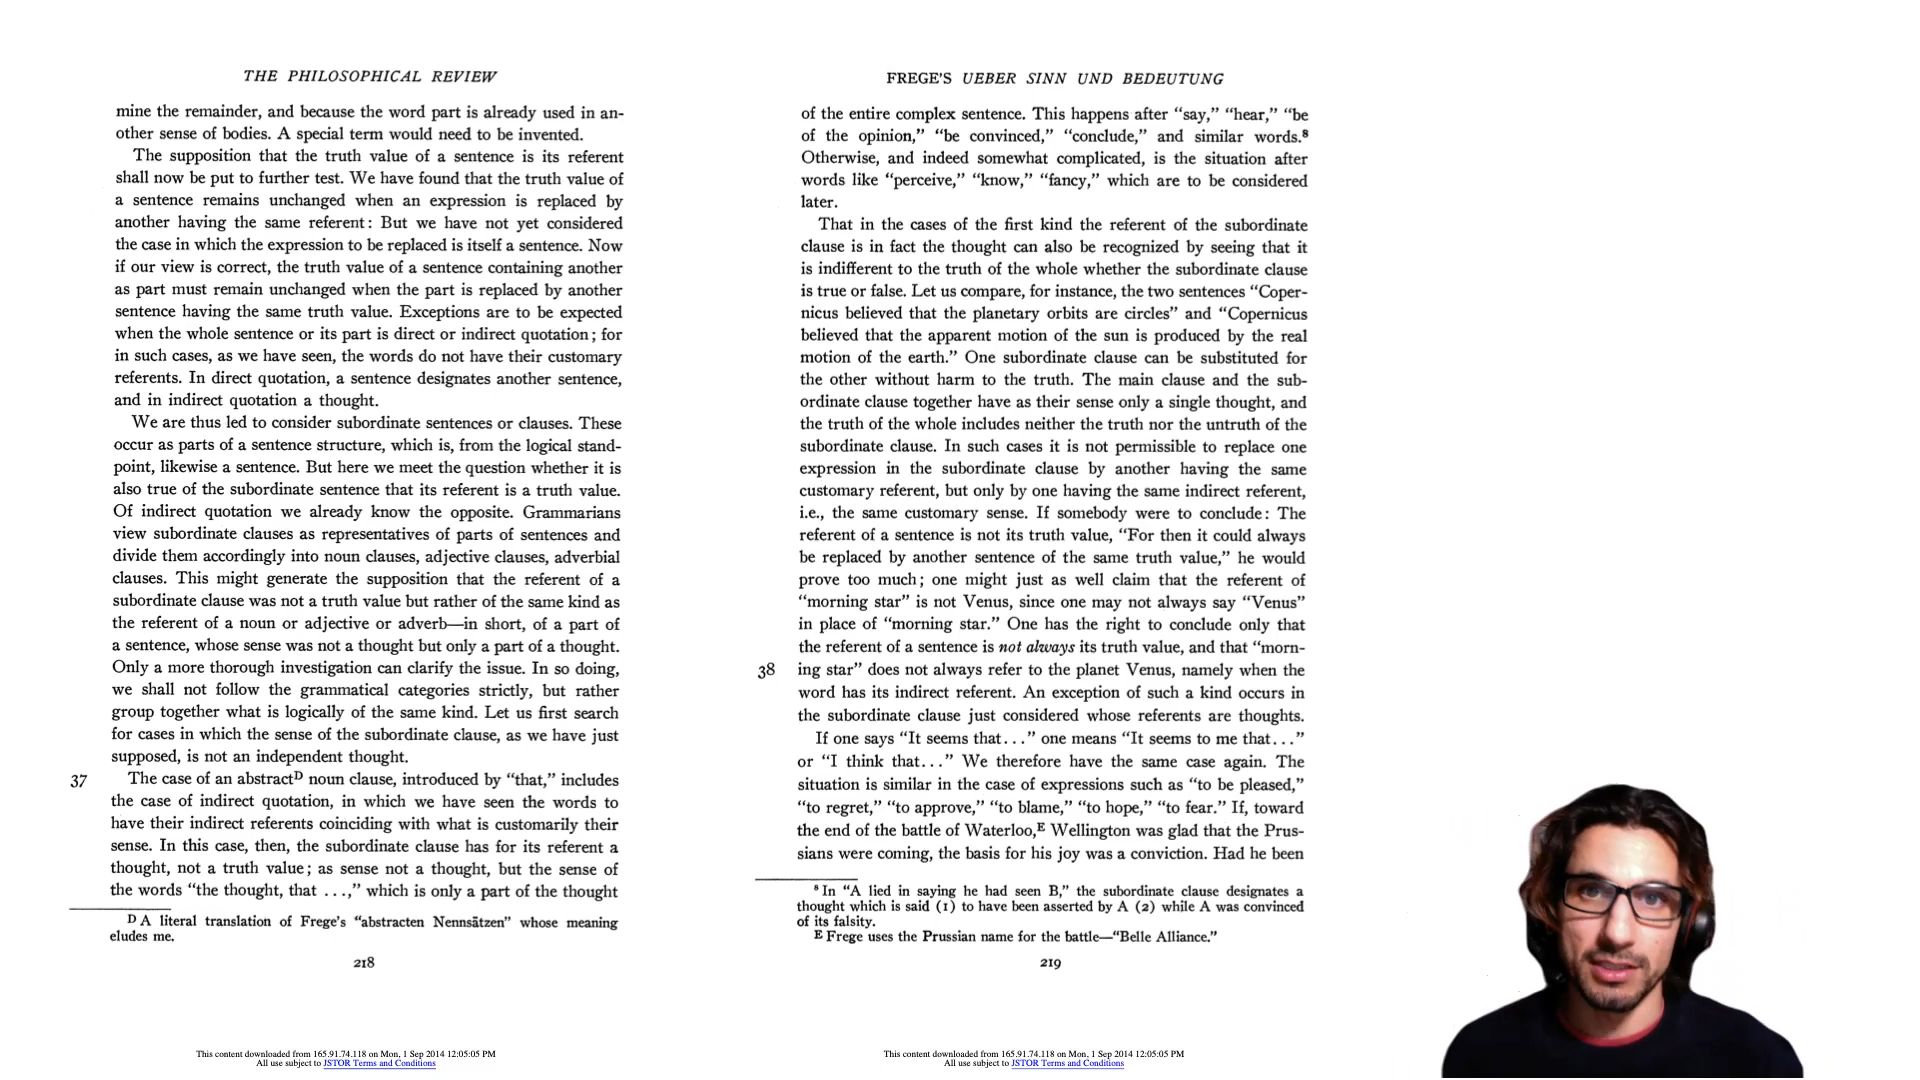 THE PHILOSOPHICAL REVIEW
mine the remainder, and because the word part is already used in an-
other sense of bodies. A special term would need to be invented.
The supposition that the truth value of a sentence is its referent
shall now be put to further test. We have found that the truth value of
a sentence remains unchanged when an expression is replaced by
another having the same referent: But we have not yet considered
the case in which the expression to be replaced is itself a sentence. Now
if our view is correct, the truth value of a sentence containing another
as part must remain unchanged when the part is replaced by another
sentence having the same truth value. Exceptions are to be expected
when the whole sentence or its part is direct or indirect quotation; for
in such cases, as we have seen, the words do not have their customary
referents. In direct quotation, a sentence designates another sentence,
and in indirect quotation a thought.
We are thus led to consider subordinate sentences or clauses. These
occur as parts of a sentence structure, which is, from the logical stand-
point, likewise a sentence. But here we meet the question whether it is
also true of the subordinate sentence that its referent is a truth value.
Of indirect quotation we already know the opposite. Grammarians
view subordinate clauses as representatives of parts of sentences and
divide them accordingly into noun clauses, adjective clauses, adverbial
clauses. This might generate the supposition that the referent of a
subordinate clause was not a truth value but rather of the same kind as
the referent of a noun or adjective or adverb—in short, of a part of
a sentence, whose sense was not a thought but only a part of a thought.
Only a more thorough investigation can clarify the issue. In so doing,
we shall not follow the grammatical categories strictly, but rather
group together what is logically of the same kind. Let us first search
for cases in which the sense of the subordinate clause, as we have just
supposed, is not an independent thought.
37 The case of an abstractᴰ noun clause, introduced by “that,” includes
the case of indirect quotation, in which we have seen the words to
have their indirect referents coinciding with what is customarily their
sense. In this case, then, the subordinate clause has for its referent a
thought, not a truth value; as sense not a thought, but the sense of
the words “the thought, that . . .,” which is only a part of the thought
ᴰ A literal translation of Frege’s “abstracten Nennsätzen” whose meaning
eludes me.
218
This content downloaded from 165.91.74.118 on Mon, 1 Sep 2014 12:05:05 PM
All use subject to JSTOR Terms and Conditions
FREGE’S UEBER SINN UND BEDEUTUNG
of the entire complex sentence. This happens after “say,” “hear,” “be
of the opinion,” “be convinced,” “conclude,” and similar words.⁸
Otherwise, and indeed somewhat complicated, is the situation after
words like “perceive,” “know,” “fancy,” which are to be considered
later.
That in the cases of the first kind the referent of the subordinate
clause is in fact the thought can also be recognized by seeing that it
is indifferent to the truth of the whole whether the subordinate clause
is true or false. Let us compare, for instance, the two sentences “Coper-
nicus believed that the planetary orbits are circles” and “Copernicus
believed that the apparent motion of the sun is produced by the real
motion of the earth.” One subordinate clause can be substituted for
the other without harm to the truth. The main clause and the sub-
ordinate clause together have as their sense only a single thought, and
the truth of the whole includes neither the truth nor the untruth of the
subordinate clause. In such cases it is not permissible to replace one
expression in the subordinate clause by another having the same
customary referent, but only by one having the same indirect referent,
i.e., the same customary sense. If somebody were to conclude: The
referent of a sentence is not its truth value, “For then it could always
be replaced by another sentence of the same truth value,” he would
prove too much; one might just as well claim that the referent of
“morning star” is not Venus, since one may not always say “Venus”
in place of “morning star.” One has the right to conclude only that
the referent of a sentence is not always its truth value, and that “morn-
38 ing star” does not always refer to the planet Venus, namely when the
word has its indirect referent. An exception of such a kind occurs in
the subordinate clause just considered whose referents are thoughts.
If one says “It seems that . . .” one means “It seems to me that . . .”
or “I think that . . .” We therefore have the same case again. The
situation is similar in the case of expressions such as “to be pleased,”
“to regret,” “to approve,” “to blame,” “to hope,” “to fear.” If, toward
the end of the battle of Waterloo,ᴱ Wellington was glad that the Prus-
sians were coming, the basis for his joy was a conviction. Had he been
⁸ In “A lied in saying he had seen B,” the subordinate clause designates a
thought which is said (1) to have been asserted by A (2) while A was convinced
of its falsity.
ᴱ Frege uses the Prussian name for the battle—“Belle Alliance.”
219
This content downloaded from 165.91.74.118 on Mon, 1 Sep 2014 12:05:05 PM
All use subject to JSTOR Terms and Conditions